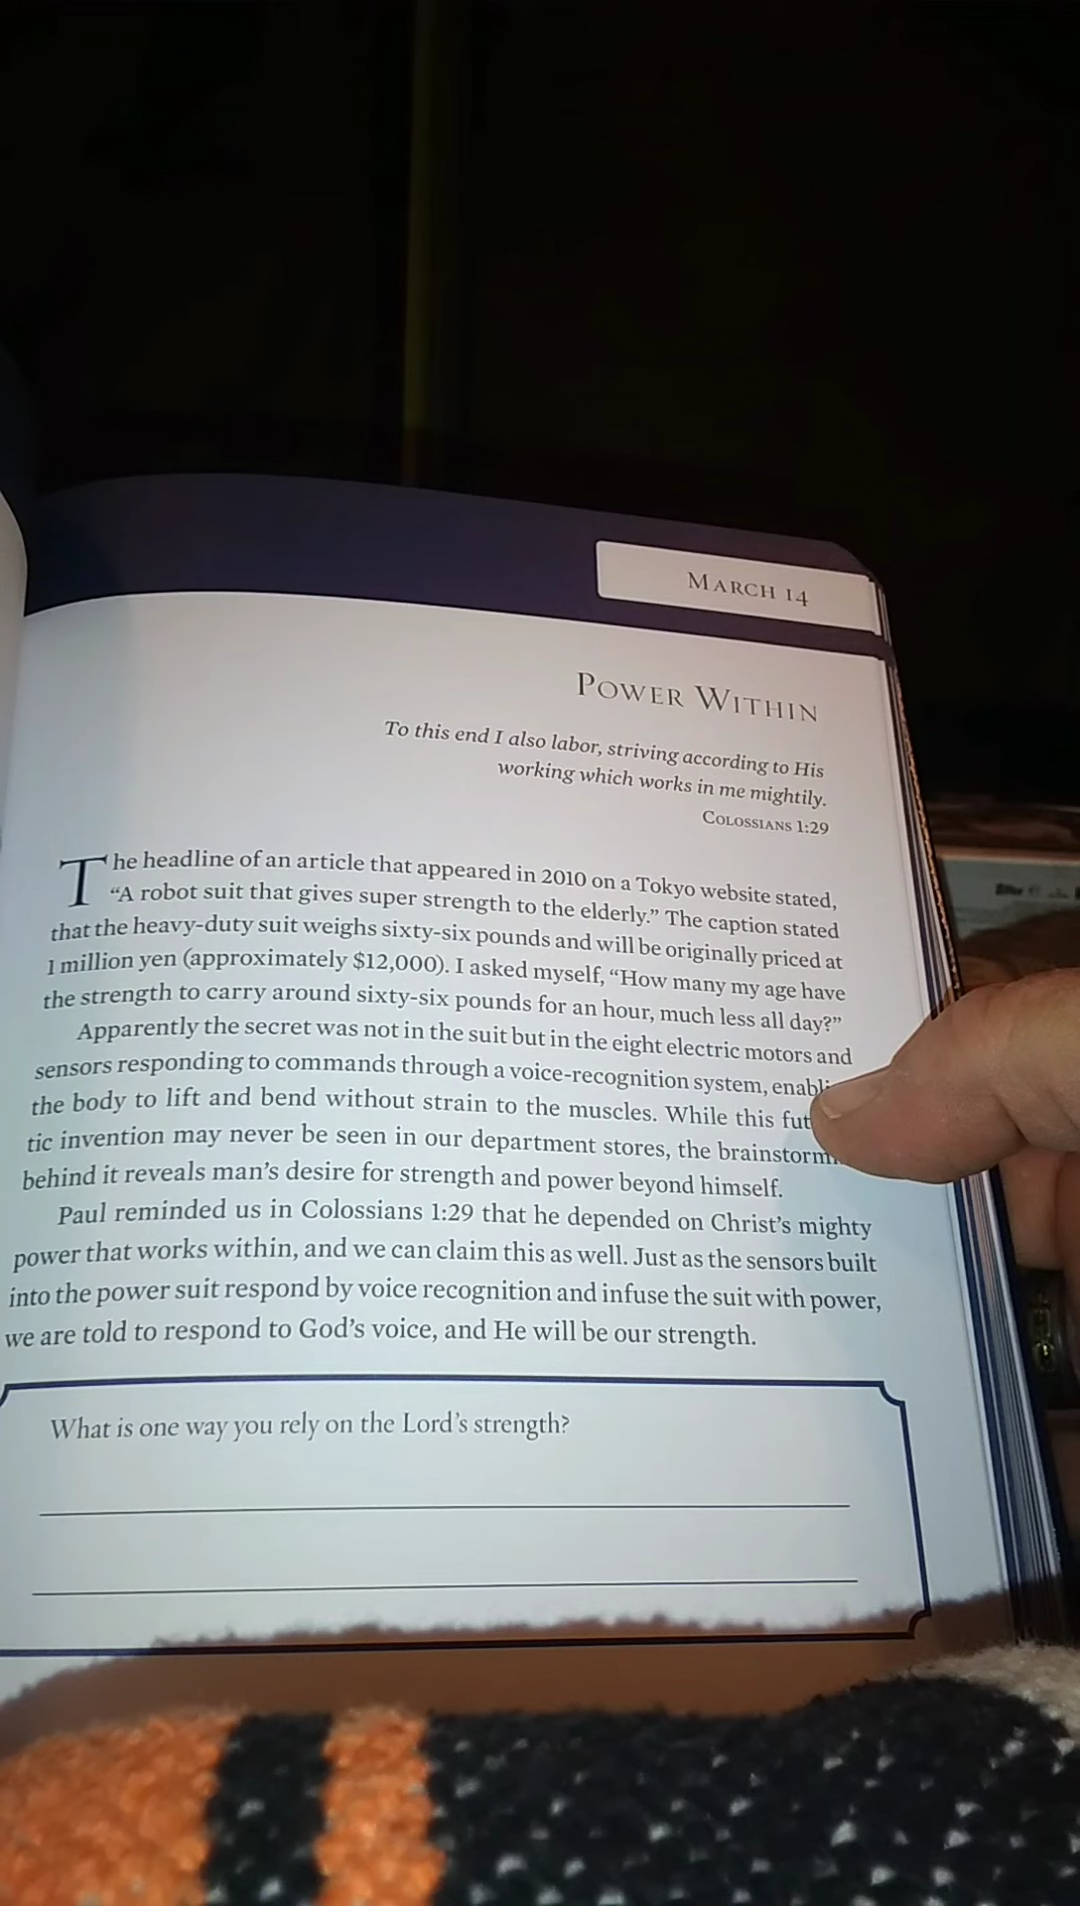 MARCH 14
POWER WITHIN
To this end I also labor, striving according to His
working which works in me mightily.
COLOSSIANS 1:29
The headline of an article that appeared in 2010 on a Tokyo website stated,
“A robot suit that gives super strength to the elderly.” The caption stated
that the heavy-duty suit weighs sixty-six pounds and will be originally priced at
1 million yen (approximately $12,000). I asked myself, “How many my age have
the strength to carry around sixty-six pounds for an hour, much less all day?”
Apparently the secret was not in the suit but in the eight electric motors and
sensors responding to commands through a voice-recognition system,
the body to lift and bend without strain to the muscles. While this
tic invention may never be seen in our department stores, the
behind it reveals man’s desire for strength and power beyond himself.
Paul reminded us in Colossians 1:29 that he depended on Christ’s mighty
power that works within, and we can claim this as well. Just as the sensors built
into the power suit respond by voice recognition and infuse the suit with power,
we are told to respond to God’s voice, and He will be our strength.
What is one way you rely on the Lord’s strength?